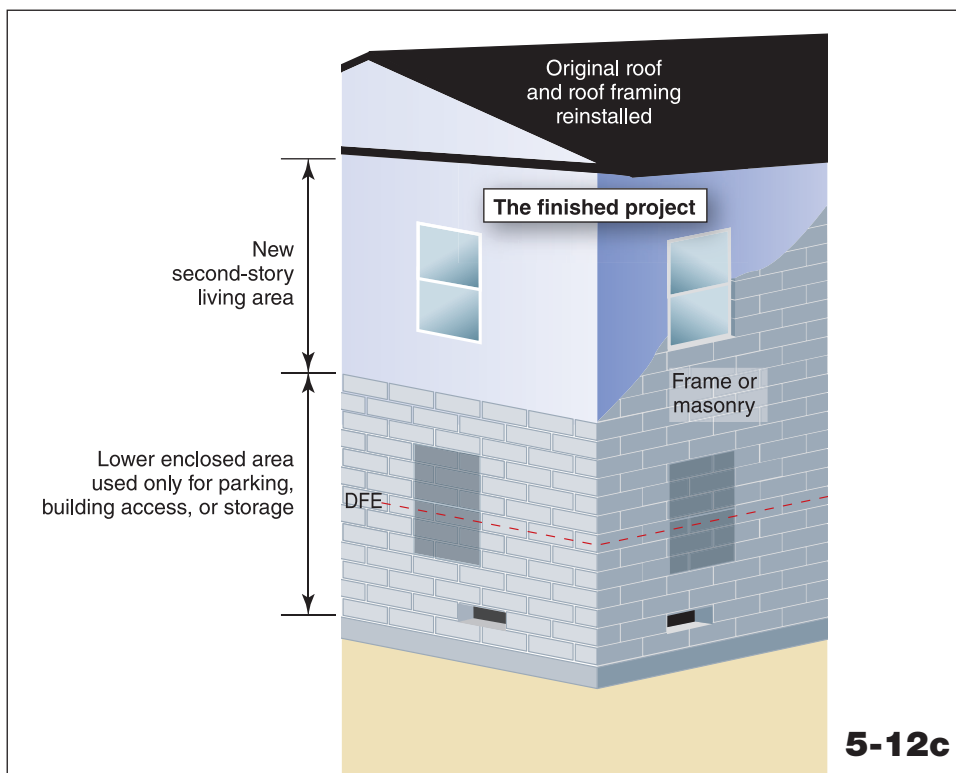 Original roof
and roof framing
reinstalled
The finished project
New
second-story
living area
Frame or
masonry
Lower enclosed area
used only for parking,
building access, or storage
DFE
5-12c